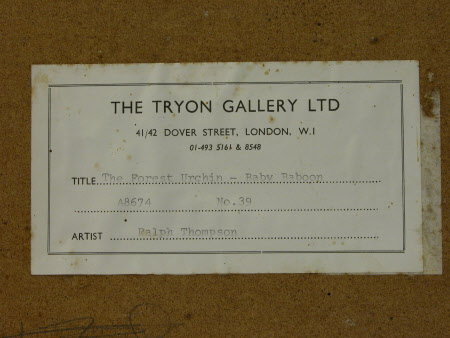 THE TRYON GALLERY LTD
41/42 DOVER STREET, LONDON, W.1
01-493 5161 & 8548
TITLE The Forest Urchin - Baby Baboon
A8674 No.39
ARTIST Ralph Thompson